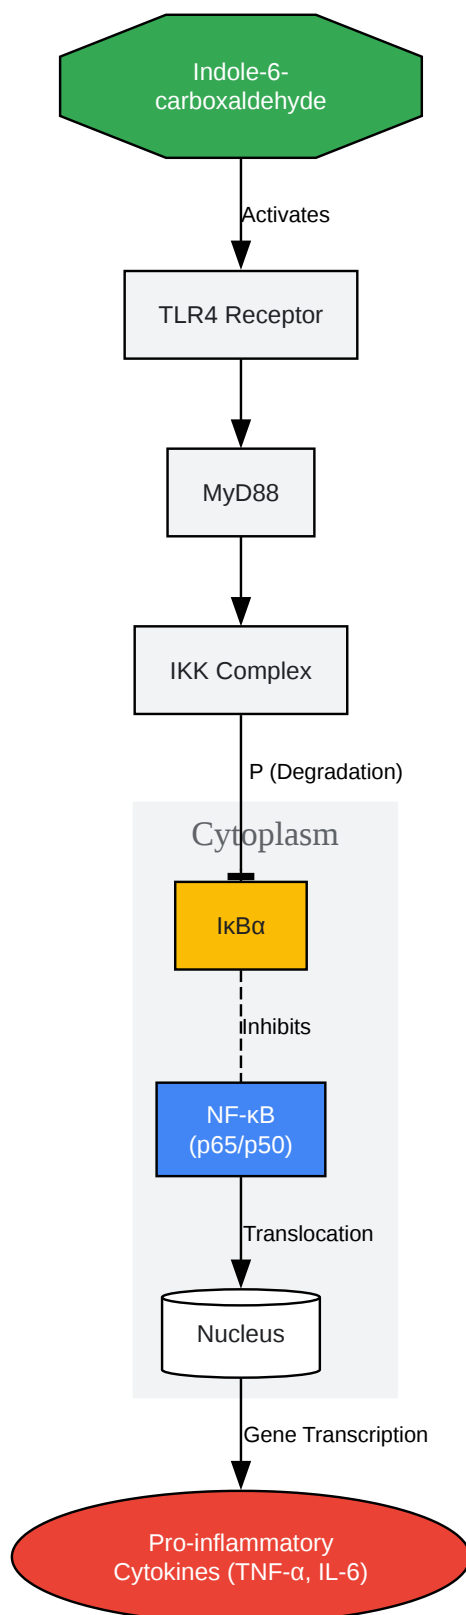 Indole-6-
carboxaldehyde
Activates
TLR4 Receptor
MyD88
IKK Complex
P (Degradation)
Cytoplasm
IκBα
Inhibits
NF-κB
(p65/p50)
Translocation
Nucleus
Gene Transcription
Pro-inflammatory
Cytokines (TNF-α, IL-6)